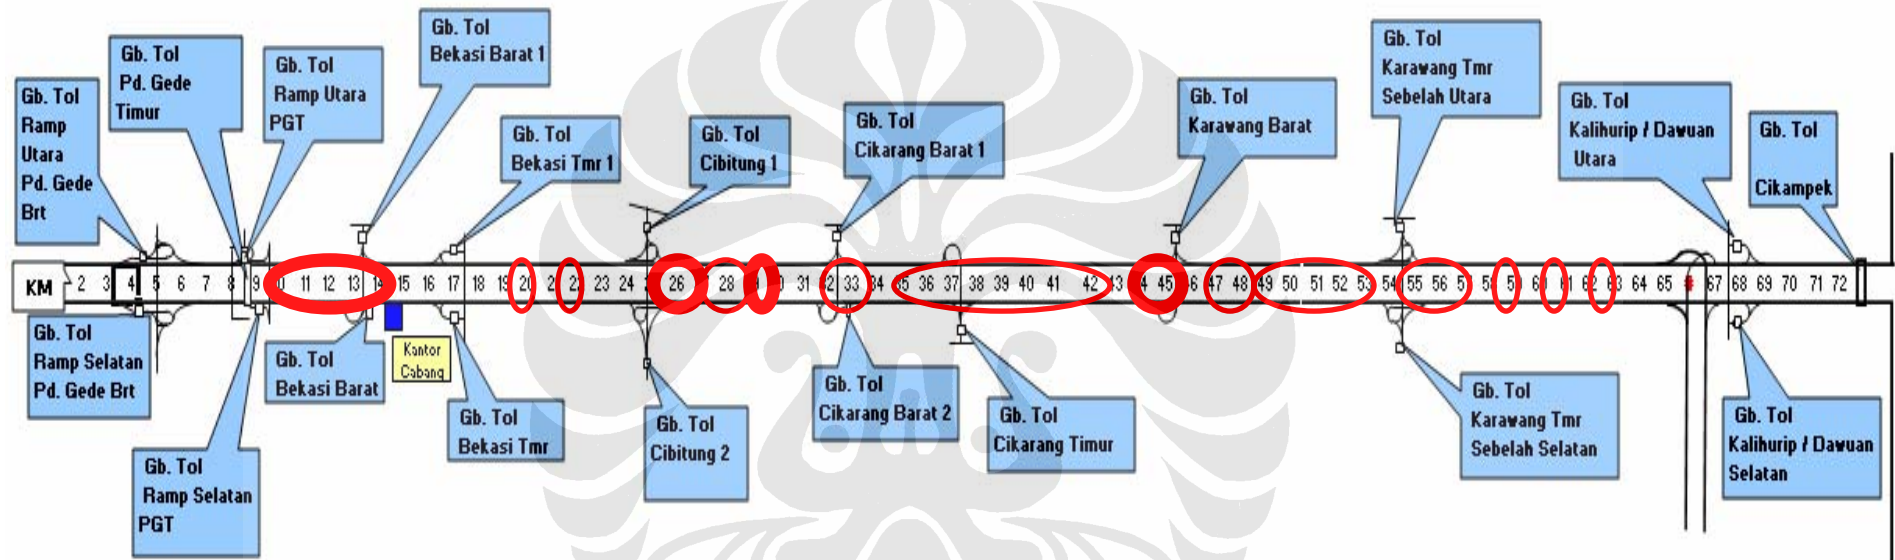 Gb. Tol
Ramp
Utara
Pd. Gede
Brt
Gb. Tol
Pd. Gede
Timur
Gb. Tol
Ramp Utara
PGT
Gb. Tol
Bekasi Barat 1
Gb. Tol
Bekasi Tmr 1
Gb. Tol
Cibitung 1
Gb. Tol
Cikarang Barat 1
Gb. Tol
Karawang Barat
Gb. Tol
Karawang Tmr
Sebelah Utara
Gb. Tol
Kalihurip / Dawuan
Utara
Gb. Tol
Cikampek
KM 2 3 4 5 6 7 8 9 11 12 13 14 15 16 17 18 20 23 24 26 28 31 33 34 35 36 37 38 39 40 41 42 45 47 48 49 50 51 52 53 54 55 56 61 64 65 67 68 69 70 71 72
Gb. Tol
Ramp Selatan
Pd. Gede Brt
Gb. Tol
Ramp Selatan
PGT
Gb. Tol
Bekasi Barat
Kantor
Cabang
Gb. Tol
Bekasi Tmr
Gb. Tol
Cibitung 2
Gb. Tol
Cikarang Barat 2
Gb. Tol
Cikarang Timur
Gb. Tol
Karawang Tmr
Sebelah Selatan
Gb. Tol
Kalihurip / Dawuan
Selatan